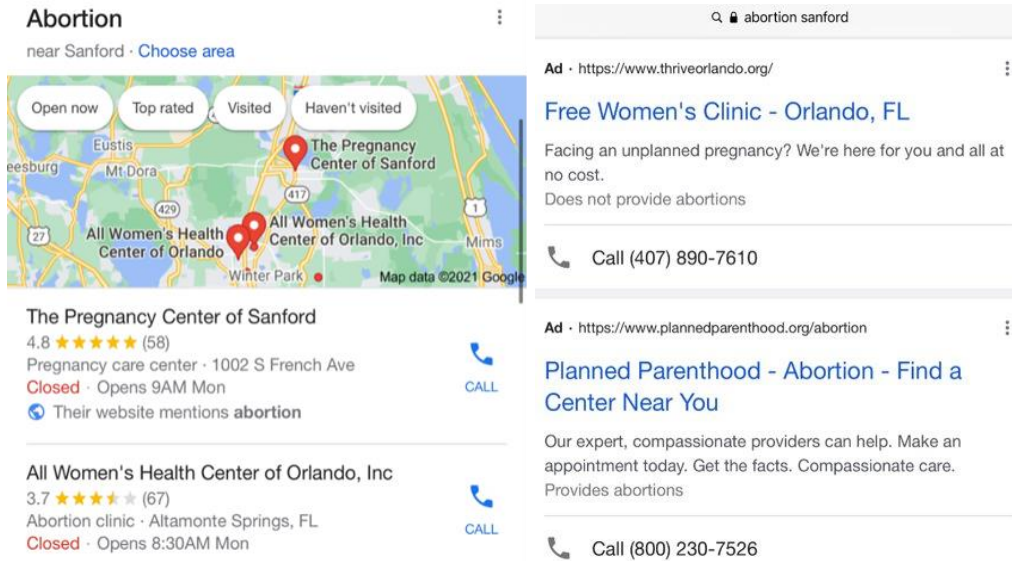 Abortion
near Sanford · Choose area
Open now
Top rated
Visited
Haven't visited
Eustis
eesburg
Mt Dora
The Pregnancy
Center of Sanford
417
429
1
27
All Women's Health
Center of Orlando
All Women's Health
Center of Orlando, Inc
Mims
Winter Park
Map data ©2021 Google
The Pregnancy Center of Sanford
4.8 (58)
Pregnancy care center · 1002 S French Ave
Closed · Opens 9AM Mon
Their website mentions abortion
CALL
All Women's Health Center of Orlando, Inc
3.7 (67)
Abortion clinic · Altamonte Springs, FL
Closed · Opens 8:30AM Mon
CALL
abortion sanford
Ad · https://www.thriveorlando.org/
Free Women's Clinic - Orlando, FL
Facing an unplanned pregnancy? We're here for you and all at
no cost.
Does not provide abortions
Call (407) 890-7610
Ad · https://www.plannedparenthood.org/abortion
Planned Parenthood - Abortion - Find a
Center Near You
Our expert, compassionate providers can help. Make an
appointment today. Get the facts. Compassionate care.
Provides abortions
Call (800) 230-7526